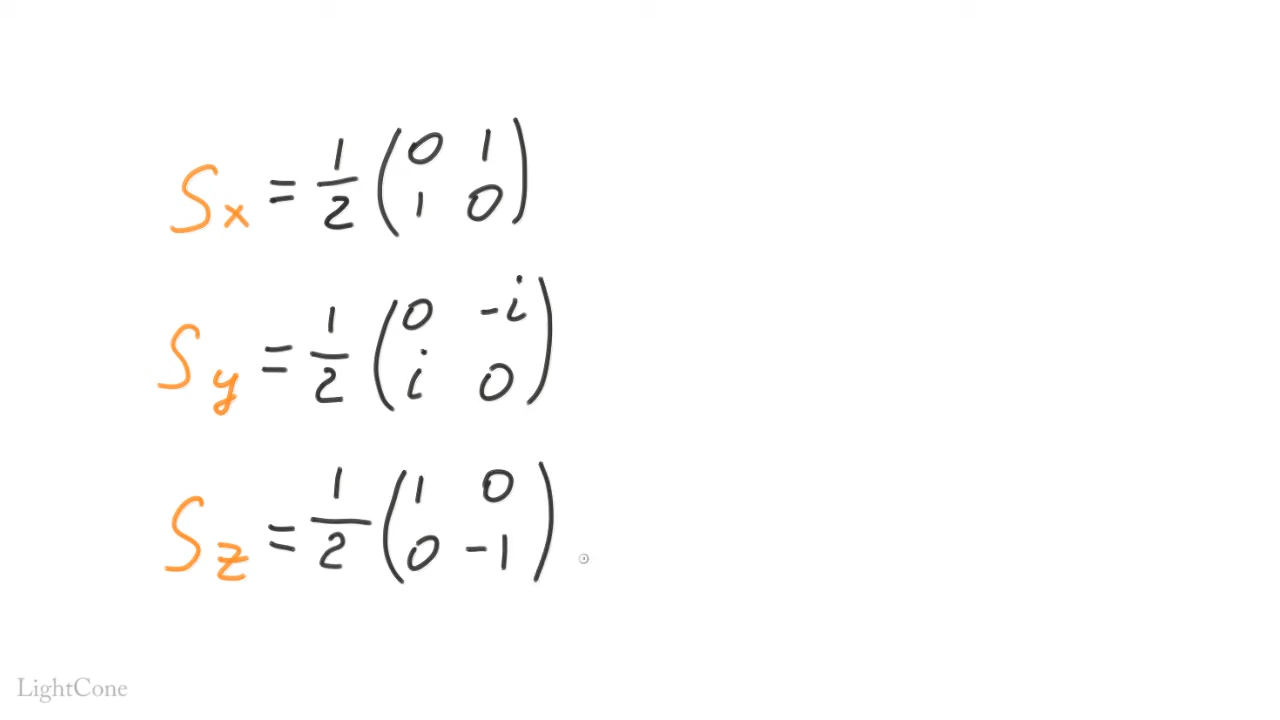 Sx = 1/2 (0 1
1 0)
Sy = 1/2 (0 -i
i 0)
Sz = 1/2 (1 0
0 -1)
LightCone